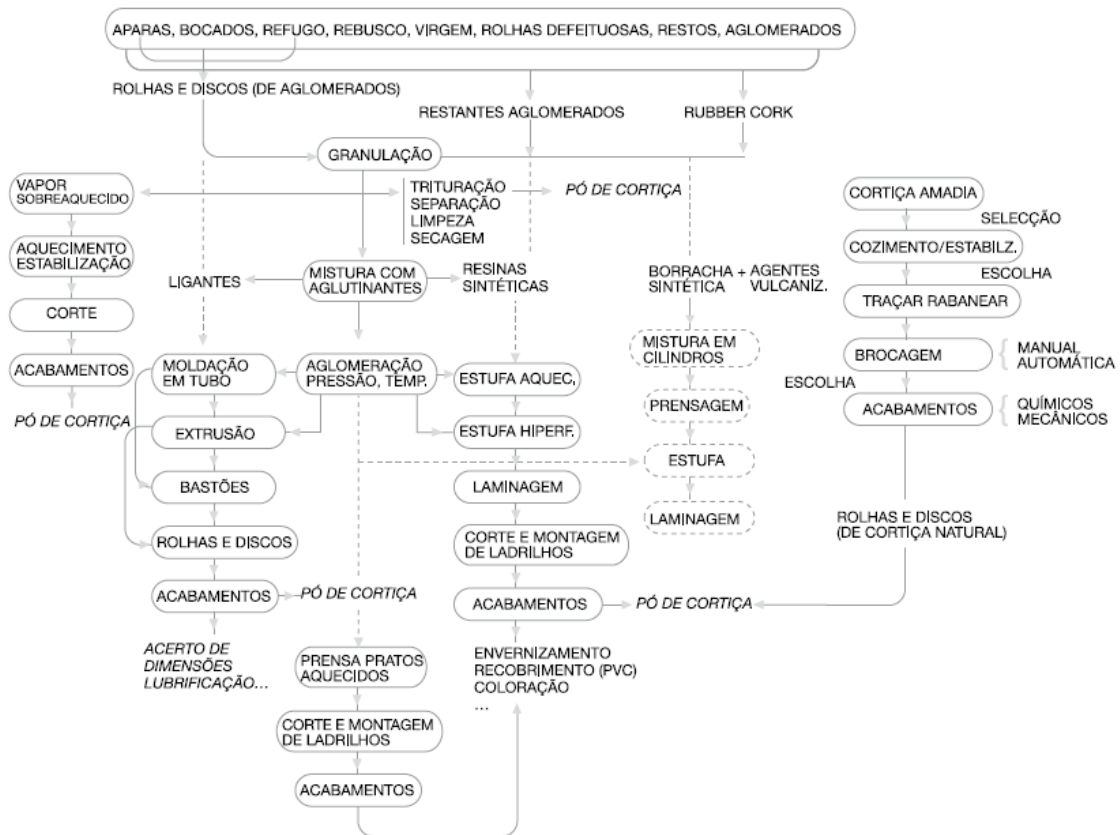 APARAS, BOCADOS, REFUGO, REBUSCO, VIRGEM, ROLHAS DEFEITUOSAS, RESTOS, AGLOMERADOS
ROLHAS E DISCOS (DE AGLOMERADOS)
RESTANTES AGLOMERADOS
RUBBER CORK
GRANULAÇÃO
VAPOR
SOBREAQUECIDO
TRITURAÇÃO
SEPARAÇÃO
LIMPEZA
SECAGEM
PÓ DE CORTIÇA
AQUECIMENTO
ESTABILIZAÇÃO
CORTE
ACABAMENTOS
PÓ DE CORTIÇA
LIGANTES
MISTURA COM
AGLUTINANTES
RESINAS
SINTÉTICAS
BORRACHA + AGENTES
SINTÉTICA VULCANIZ.
MOLDAÇÃO
EM TUBO
AGLOMERAÇÃO
PRESSÃO, TEMP.
ESTUFA AQUEC,
MISTURA EM
CILINDROS
EXTRUSÃO
ESTUFA HIPERF.
PRENSAGEM
BASTÕES
LAMINAGEM
ESTUFA
ROLHAS E DISCOS
CORTE E MONTAGEM
DE LADRILHOS
LAMINAGEM
ACABAMENTOS
PÓ DE CORTIÇA
ACABAMENTOS
PÓ DE CORTIÇA
ACERTO DE
DIMENSÕES
LUBRIFICAÇÃO...
PRENSA PRATOS
AQUECIDOS
ENVERNIZAMENTO
RECOBRIMENTO (PVC)
COLORAÇÃO
...
CORTE E MONTAGEM
DE LADRILHOS
ACABAMENTOS
CORTIÇA AMADIA
SELECÇÃO
COZIMENTO/ESTABILZ.
ESCOLHA
TRAÇAR RABANEAR
BROCAGEM
MANUAL
AUTOMÁTICA
ESCOLHA
ACABAMENTOS
QUÍMICOS
MECÂNICOS
ROLHAS E DISCOS
(DE CORTIÇA NATURAL)